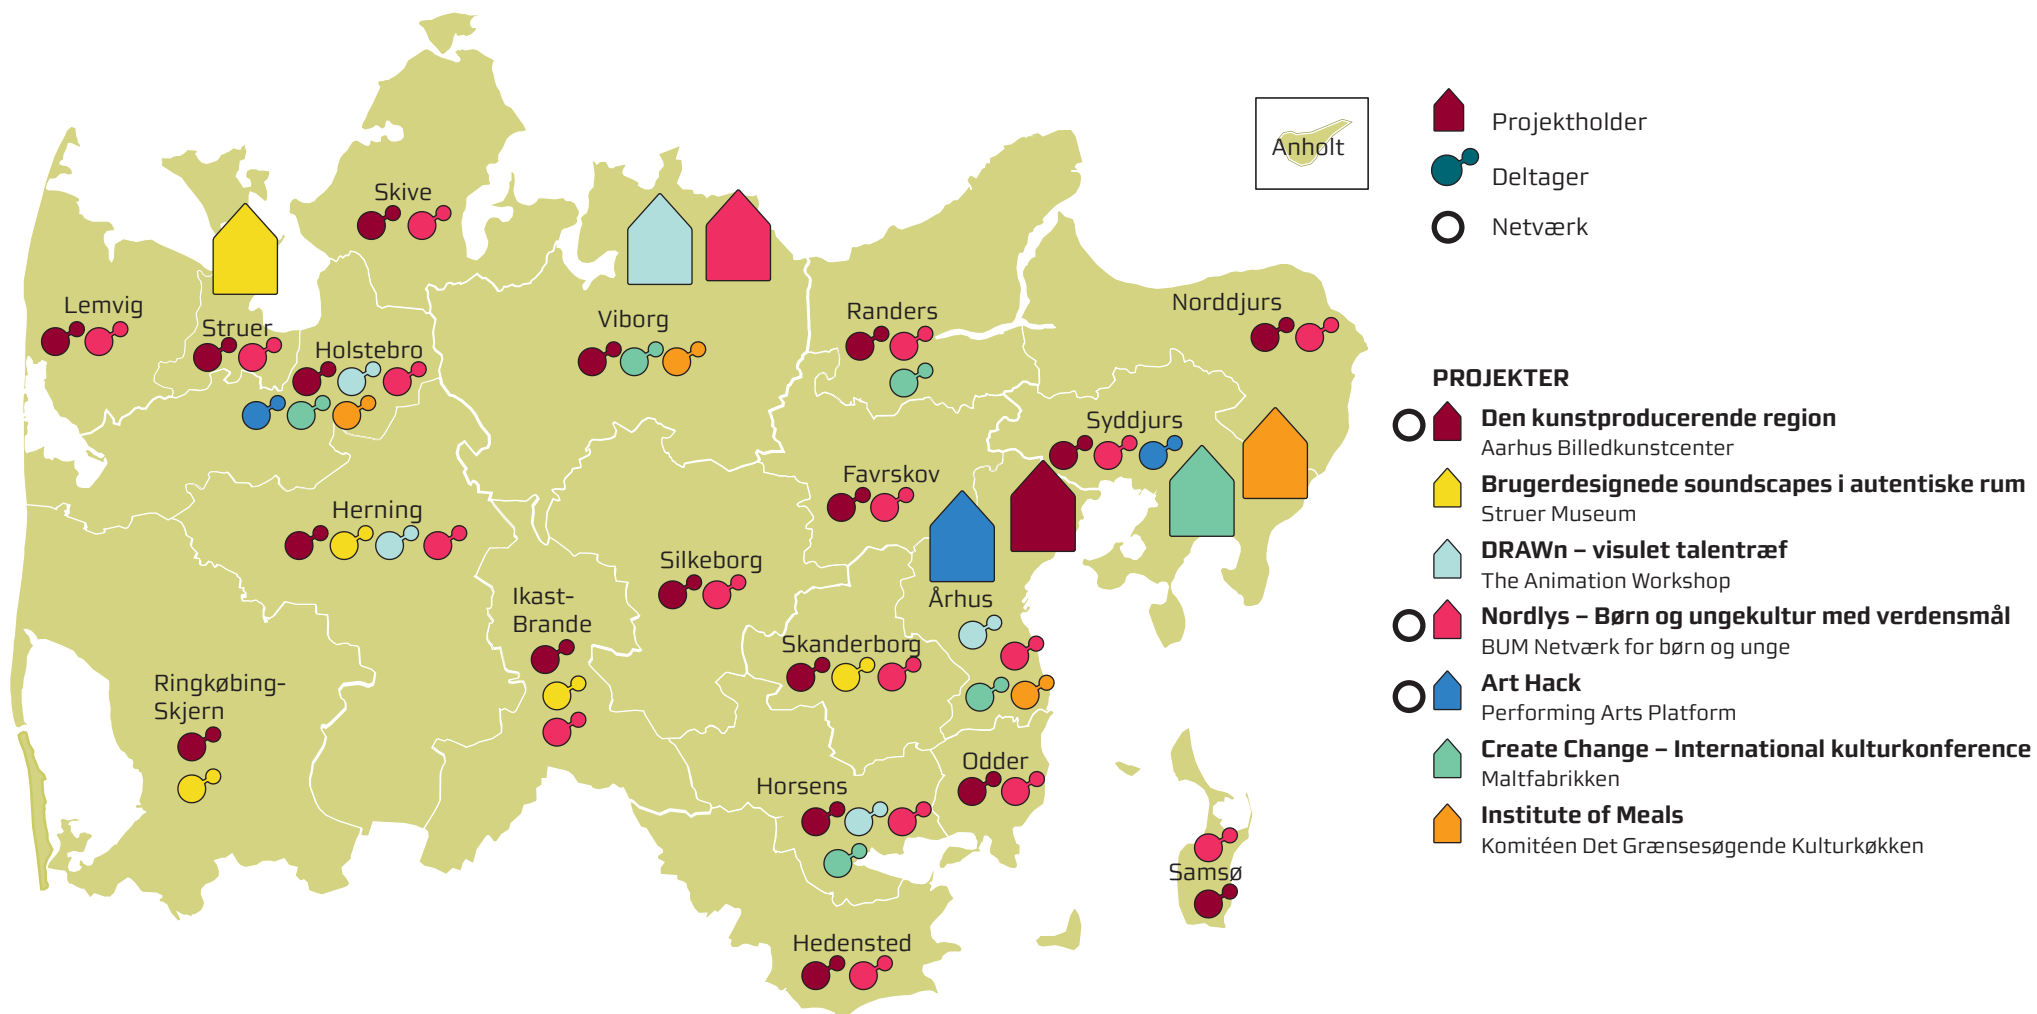 Skive
Lemvig
Struer
Holstebro
Viborg
Randers
Norddjurs
Syddjurs
Favrskov
Herning
Silkeborg
Ikast-
Brande
Århus
Skanderborg
Ringkøbing-
Skjern
Odder
Horsens
Samsø
Hedensted
Anholt
Projektholder
Deltager
Netværk
PROJEKTER
Den kunstproducerende region
Aarhus Billedkunstcenter
Brugerdesignede soundscapes i autentiske rum
Struer Museum
DRAWn – visulet talentræf
The Animation Workshop
Nordlys – Børn og ungekultur med verdensmål
BUM Netværk for børn og unge
Art Hack
Performing Arts Platform
Create Change – International kulturkonference
Maltfabrikken
Institute of Meals
Komitéen Det Grænsesøgende Kulturkøkken